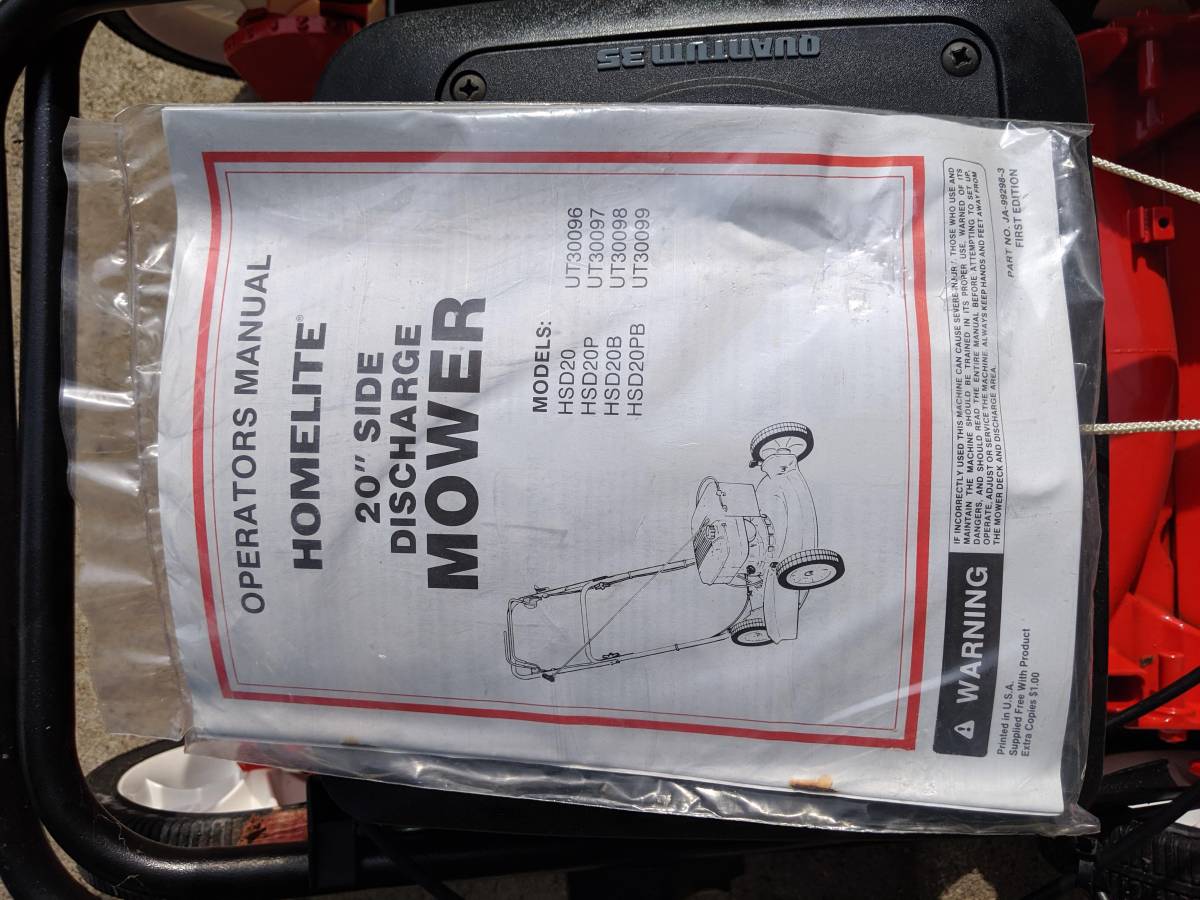 QUANTUM 35
OPERATORS MANUAL
HOMELITE®
20" SIDE
DISCHARGE
MOWER
MODELS:
HSD20 UT30096
HSD20P UT30097
HSD20B UT30098
HSD20PB UT30099
WARNING
IF INCORRECTLY USED THIS MACHINE CAN CAUSE SEVERE INJURY. THOSE WHO USE AND
MAINTAIN THE MACHINE SHOULD BE TRAINED IN ITS PROPER USE, WARNED OF ITS
DANGERS, AND SHOULD READ THE ENTIRE MANUAL BEFORE ATTEMPTING TO SET UP,
OPERATE, ADJUST OR SERVICE THE MACHINE. ALWAYS KEEP HANDS AND FEET AWAY FROM
THE MOWER DECK AND DISCHARGE AREA.
Printed in U.S.A.
Supplied Free With Product
Extra Copies $1.00
PART NO. JA-99298-3
FIRST EDITION